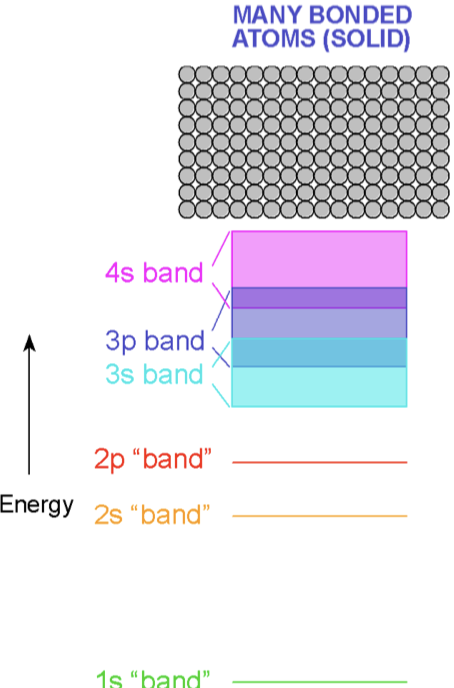 MANY BONDED
ATOMS (SOLID)
4s band
3p band
3s band
2p “band”
Energy
2s “band”
1s “band”